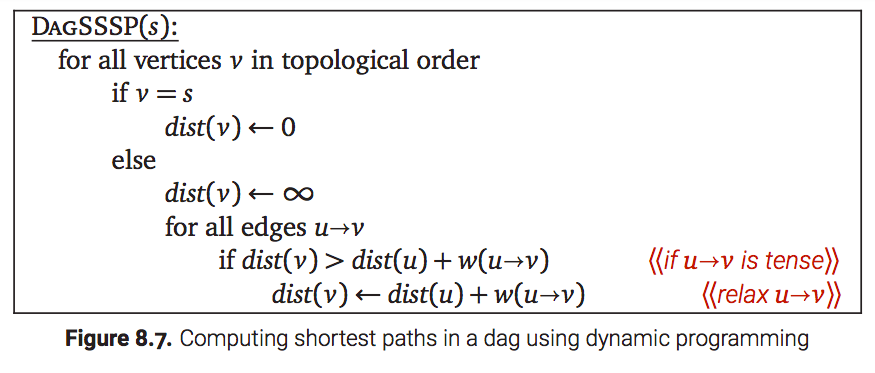 DAGSSSP(s):
for all vertices v in topological order
if v = s
dist(v) ← 0
else
dist(v) ← ∞
for all edges u→v
if dist(v) > dist(u) + w(u→v) ⟨⟨if u→v is tense⟩⟩
dist(v) ← dist(u) + w(u→v) ⟨⟨relax u→v⟩⟩
Figure 8.7. Computing shortest paths in a dag using dynamic programming